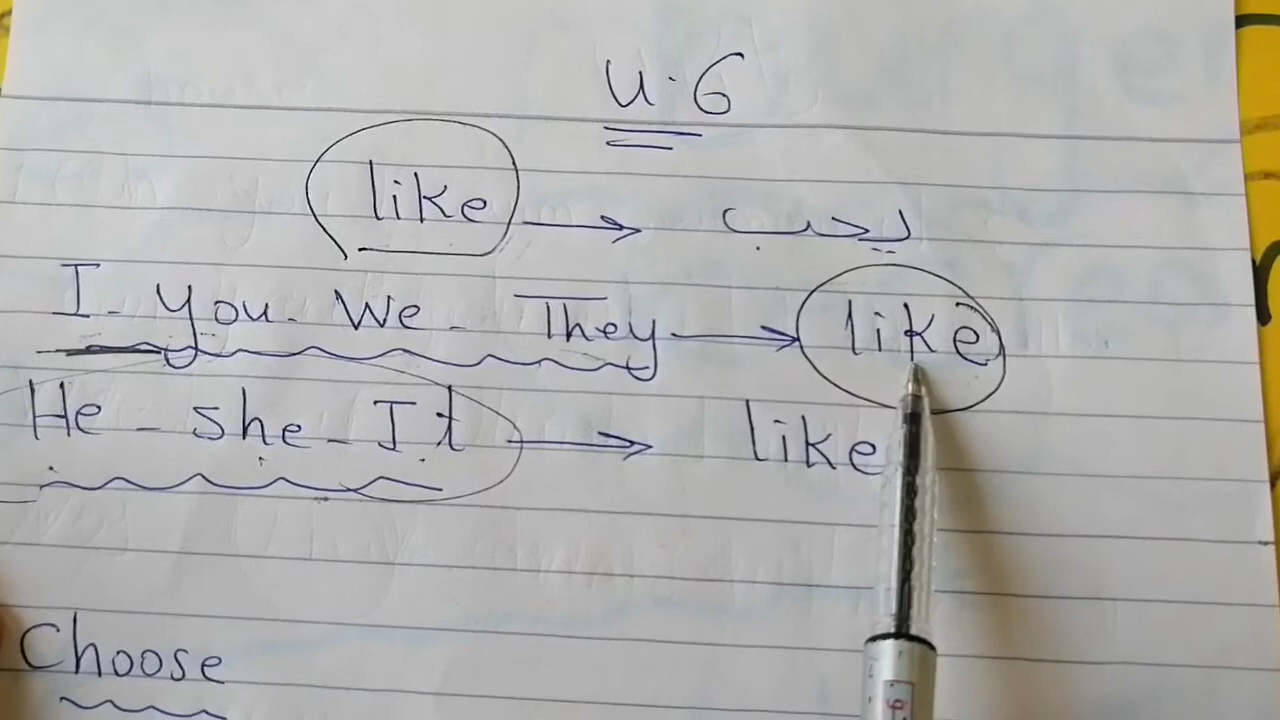 U.6
like → يحب
I - you - We - They → like
He - she - It → like
Choose